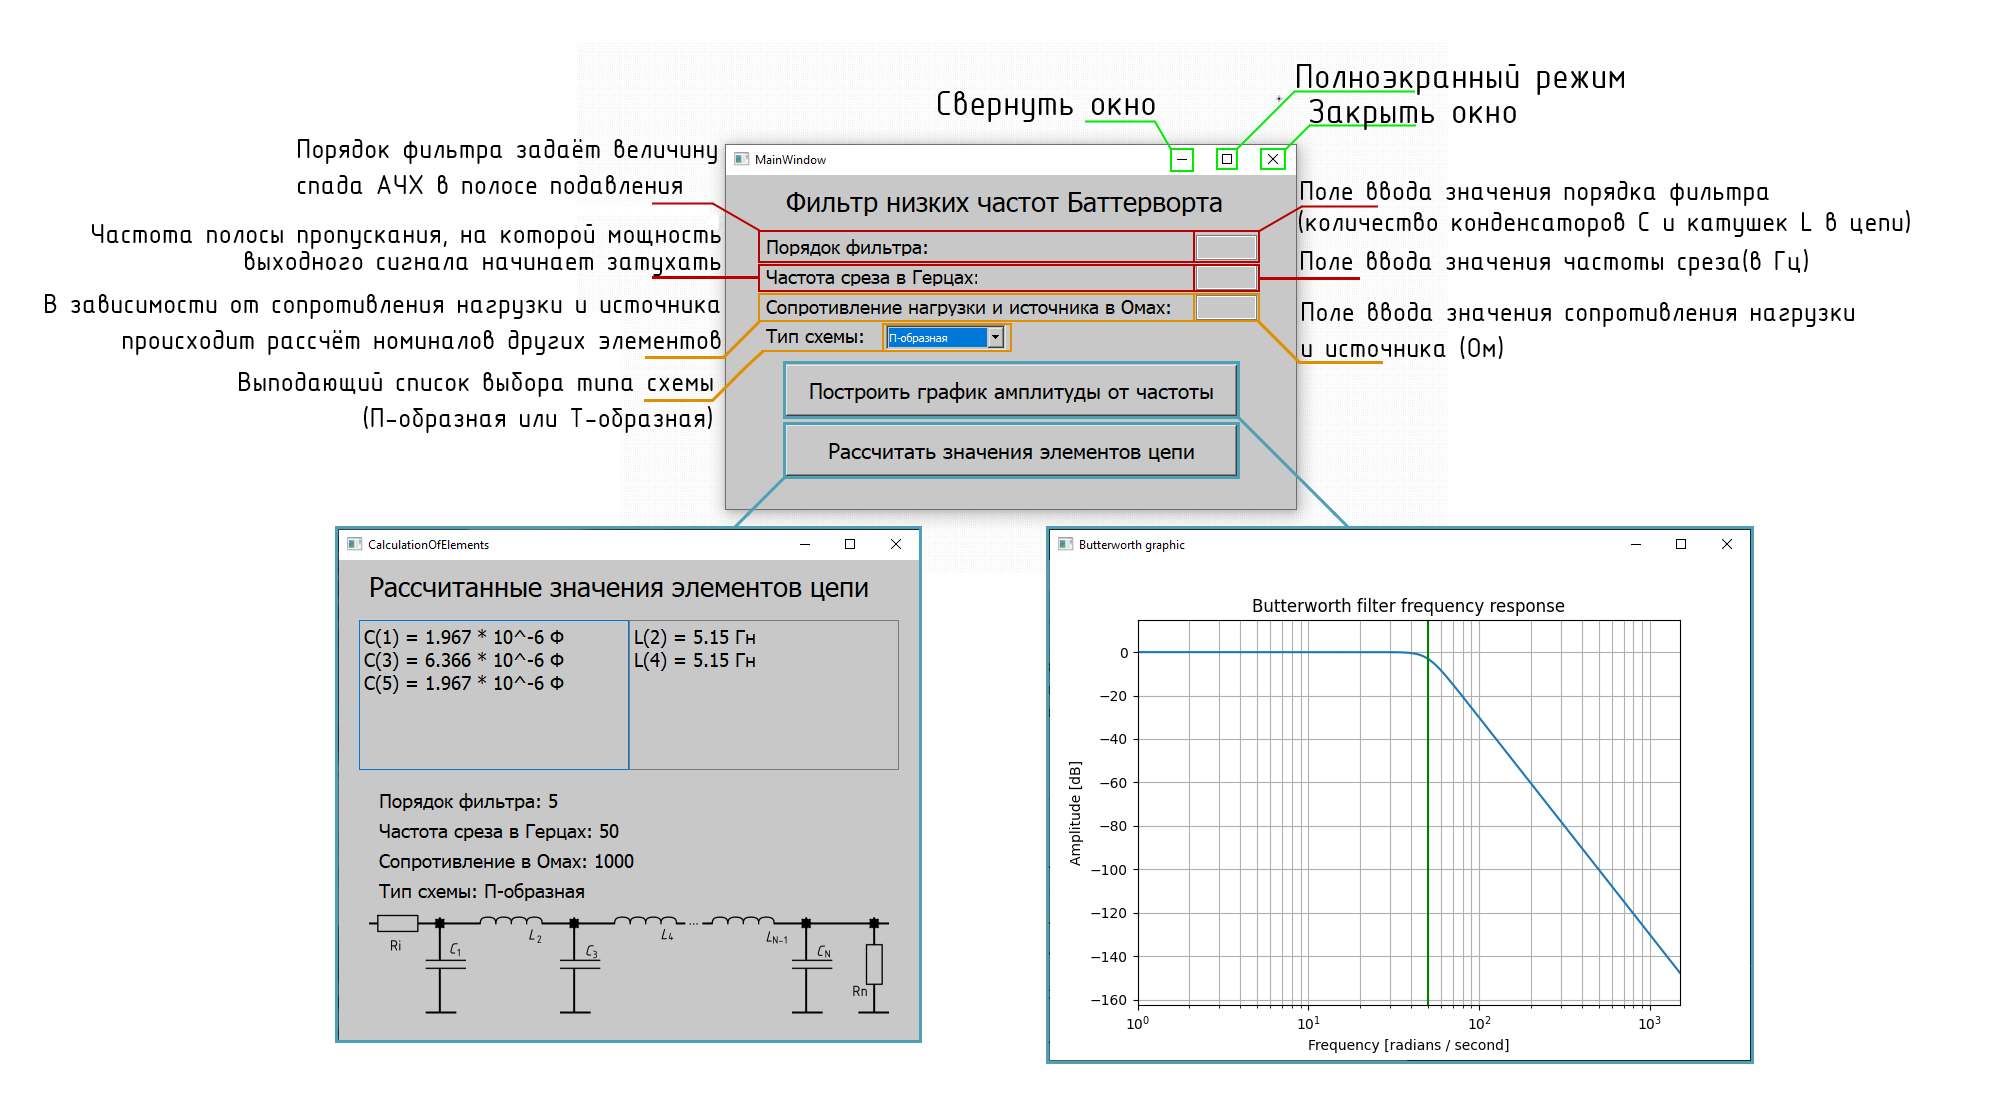 Полноэкранный режим
Свернуть окно
Закрыть окно
Порядок фильтра задаёт величину
спада АЧХ в полосе подавления
Частота полосы пропускания, на которой мощность
выходного сигнала начинает затухать
В зависимости от сопротивления нагрузки и источника
происходит рассчёт номиналов других элементов
Выподающий список выбора типа схемы
(П-образная или Т-образная)
MainWindow
Фильтр низких частот Баттерворта
Порядок фильтра:
Частота среза в Герцах:
Сопротивление нагрузки и источника в Омах:
Тип схемы:
П-образная
Построить график амплитуды от частоты
Рассчитать значения элементов цепи
Поле ввода значения порядка фильтра
(количество конденсаторов С и катушек L в цепи)
Поле ввода значения частоты среза(в Гц)
Поле ввода значения сопротивления нагрузки
и источника (Ом)
CalculationOfElements
Рассчитанные значения элементов цепи
C(1) = 1.967 * 10^-6 Ф
C(3) = 6.366 * 10^-6 Ф
C(5) = 1.967 * 10^-6 Ф
L(2) = 5.15 Гн
L(4) = 5.15 Гн
Порядок фильтра: 5
Частота среза в Герцах: 50
Сопротивление в Омах: 1000
Тип схемы: П-образная
Ri
C1
L2
C3
L4
...
LN-1
CN
Rn
Butterworth graphic
Butterworth filter frequency response
Amplitude [dB]
0
−20
−40
−60
−80
−100
−120
−140
−160
10^0
10^1
10^2
10^3
Frequency [radians / second]